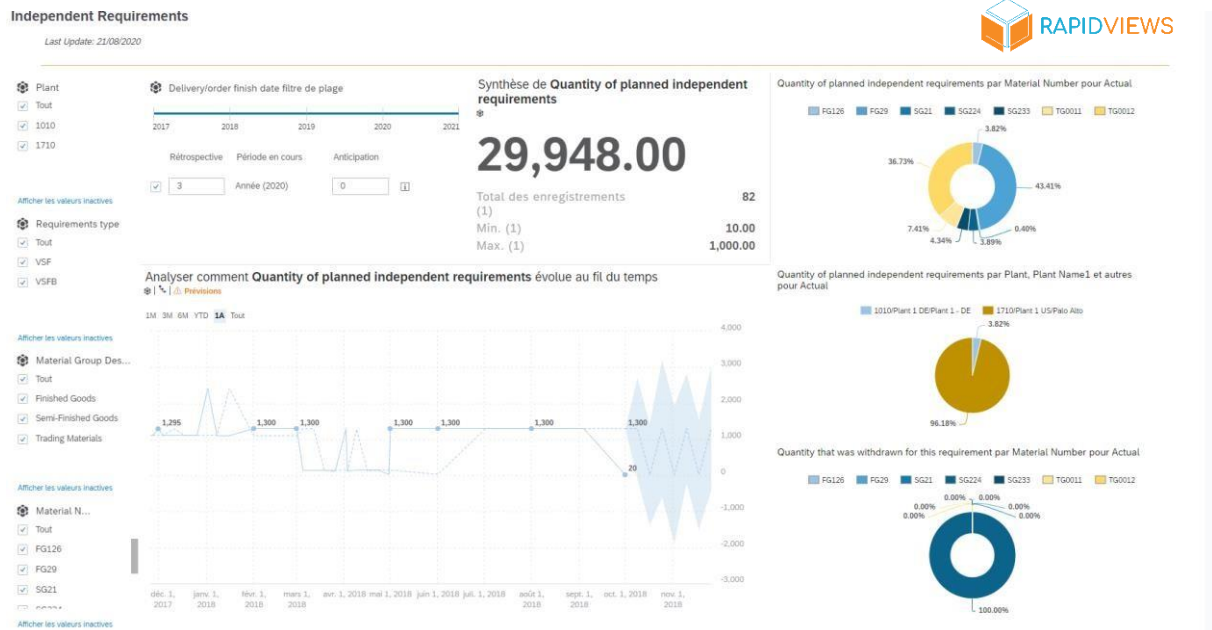 Independent Requirements
Last Update: 21/08/2020
RAPIDVIEWS
Plant
Tout
1010
1710
Afficher les valeurs inactives
Requirements type
Tout
VSF
VSFB
Afficher les valeurs inactives
Material Group Des...
Tout
Finished Goods
Semi-Finished Goods
Trading Materials
Afficher les valeurs inactives
Material N...
Tout
FG126
FG29
SG21
Afficher les valeurs inactives
Delivery/order finish date filtre de plage
2017 2018 2019 2020 2021
Rétrospective Période en cours Anticipation
3 Année (2020) 0
Synthèse de Quantity of planned independent
requirements
29,948.00
Total des enregistrements 82
(1)
Min. (1) 10.00
Max. (1) 1,000.00
Analyser comment Quantity of planned independent requirements évolue au fil du temps
Prévisions
1M 3M 6M YTD 1A Tout
4,000
3,000
2,000
1,000
0
-1,000
-2,000
-3,000
1,295 1,300 1,300 1,300 1,300 1,300 1,300
20
déc. 1, janv. 1, févr. 1, mars 1, avr. 1, 2018 mai 1, 2018 juin 1, 2018 juil. 1, 2018 août 1, sept. 1, oct. 1, 2018 nov. 1,
2017 2018 2018 2018 2018 2018 2018
Quantity of planned independent requirements par Material Number pour Actual
FG126 FG29 SG21 SG224 SG233 TG0011 TG0012
3.82%
36.73%
43.41%
7.41%
0.40%
4.34%
3.89%
Quantity of planned independent requirements par Plant, Plant Name1 et autres
pour Actual
1010/Plant 1 DE/Plant 1 - DE 1710/Plant 1 US/Palo Alto
3.82%
96.18%
Quantity that was withdrawn for this requirement par Material Number pour Actual
FG126 FG29 SG21 SG224 SG233 TG0011 TG0012
0.00% 0.00%
0.00% 0.00%
0.00% 0.00%
100.00%